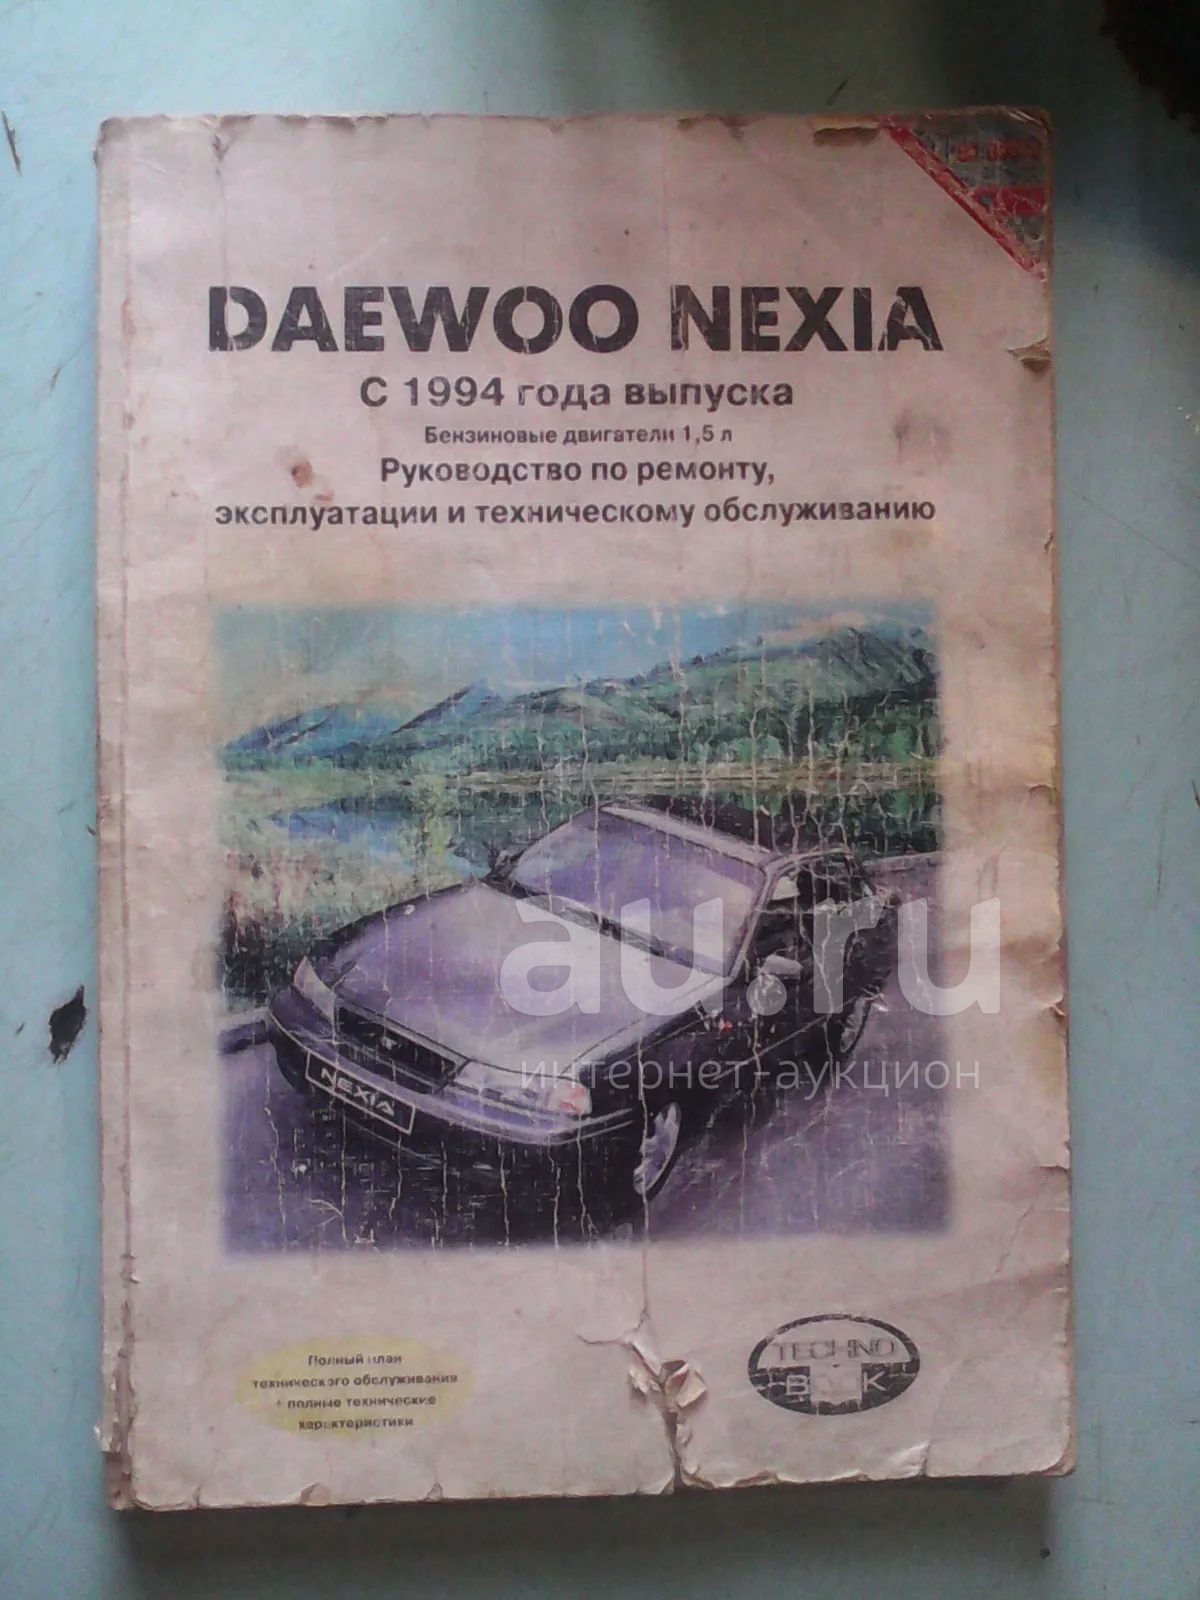 DAEWOO NEXIA
С 1994 года выпуска
Бензиновые двигатели 1,5 л
Руководство по ремонту,
эксплуатации и техническому обслуживанию
au.ru
интернет-аукцион
NEXIA
Полный план
технического обслуживания
+ полные технические
характеристики
TECHNO
B K